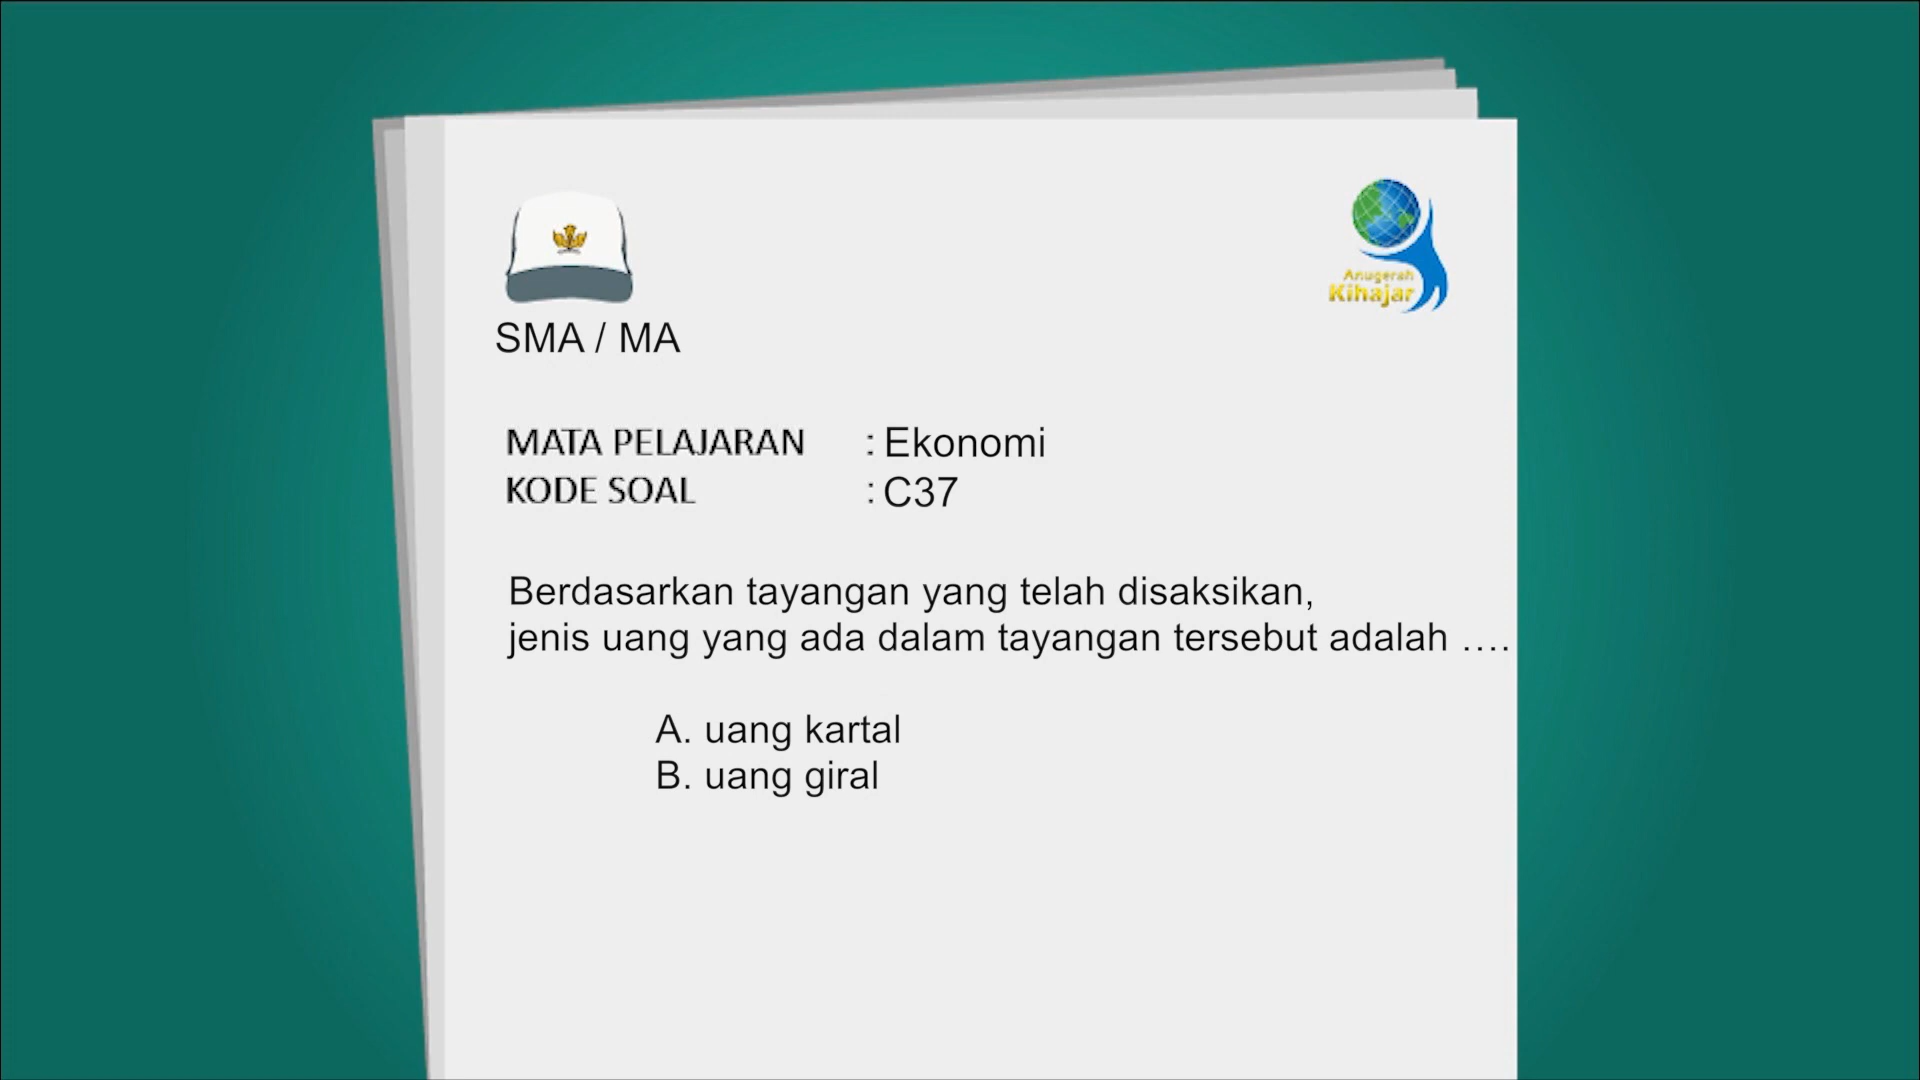 Anugerah
Kihajar
SMA / MA
MATA PELAJARAN : Ekonomi
KODE SOAL : C37
Berdasarkan tayangan yang telah disaksikan,
jenis uang yang ada dalam tayangan tersebut adalah ....
A. uang kartal
B. uang giral